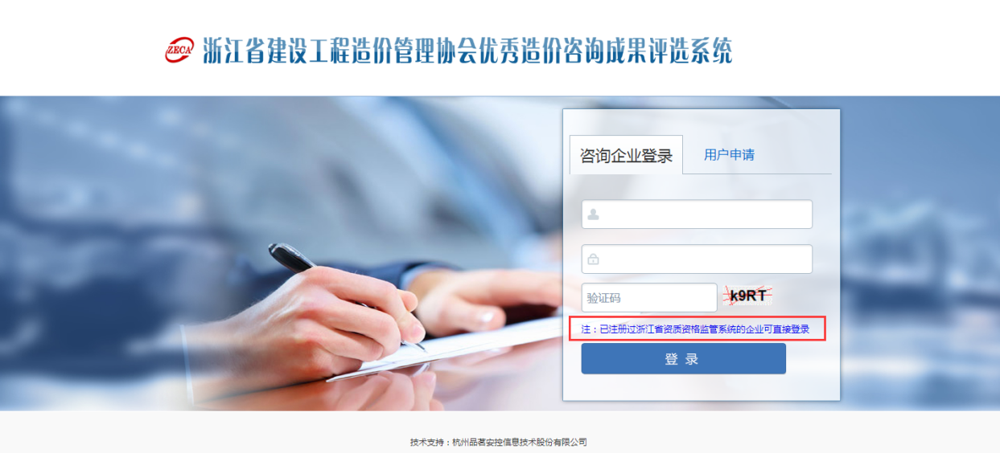 ZECA 浙江省建设工程造价管理协会优秀造价咨询成果评选系统
咨询企业登录 用户申请
验证码 k9RT
注：已注册过浙江省资质资格监管系统的企业可直接登录
登 录
技术支持：杭州品茗安控信息技术股份有限公司